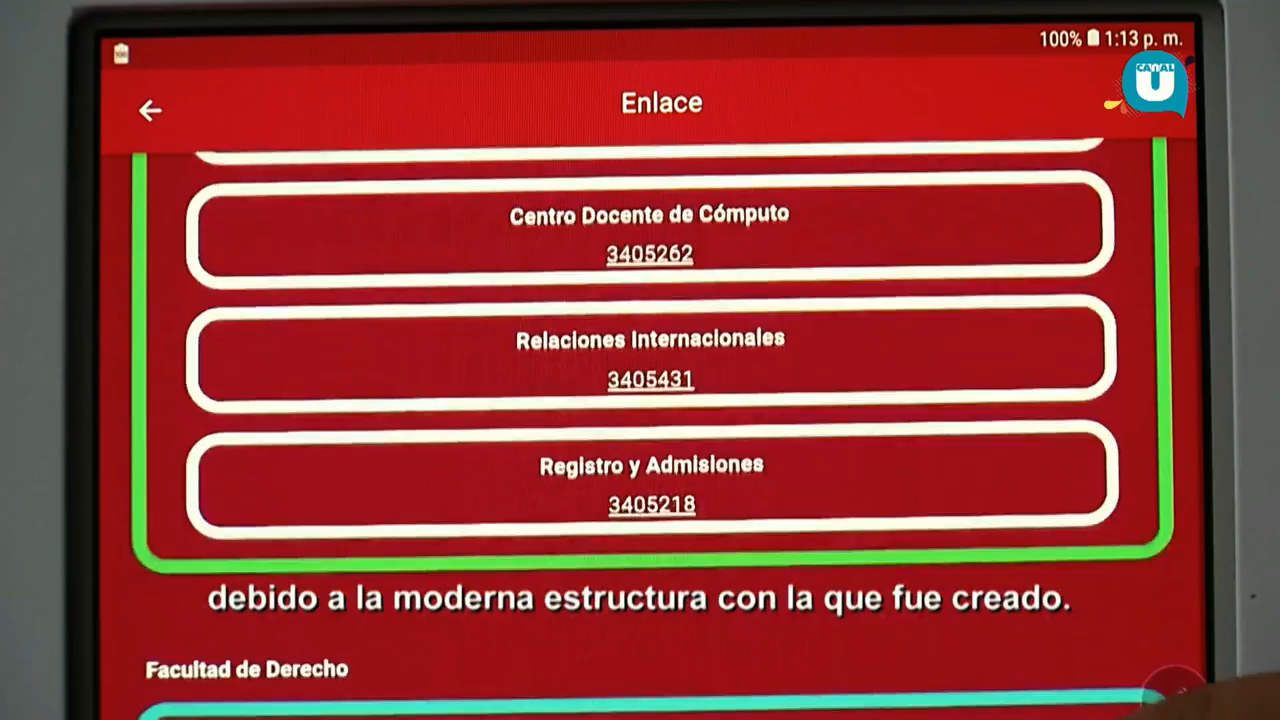 100% 1:13 p. m.
CANAL
U
Enlace
Centro Docente de Cómputo
3405262
Relaciones Internacionales
3405431
Registro y Admisiones
3405218
debido a la moderna estructura con la que fue creado.
Facultad de Derecho